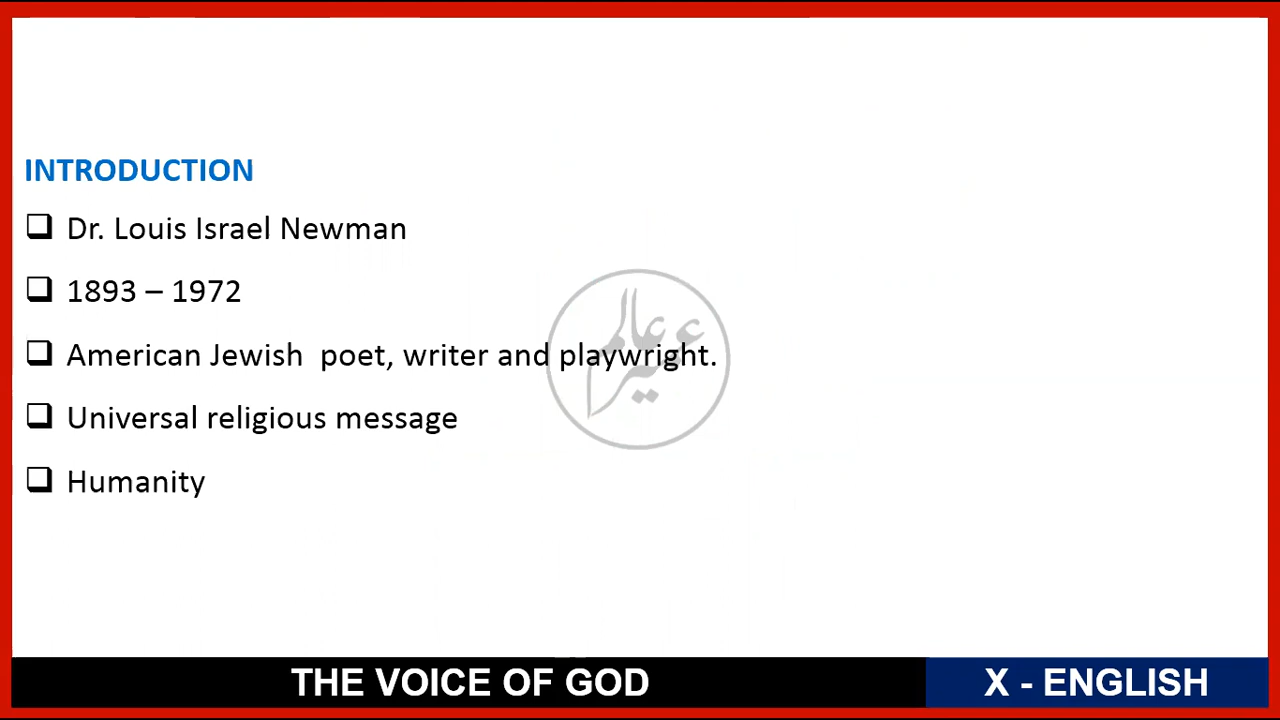 INTRODUCTION
❑ Dr. Louis Israel Newman
❑ 1893 – 1972
❑ American Jewish poet, writer and playwright.
❑ Universal religious message
❑ Humanity
THE VOICE OF GOD
X - ENGLISH